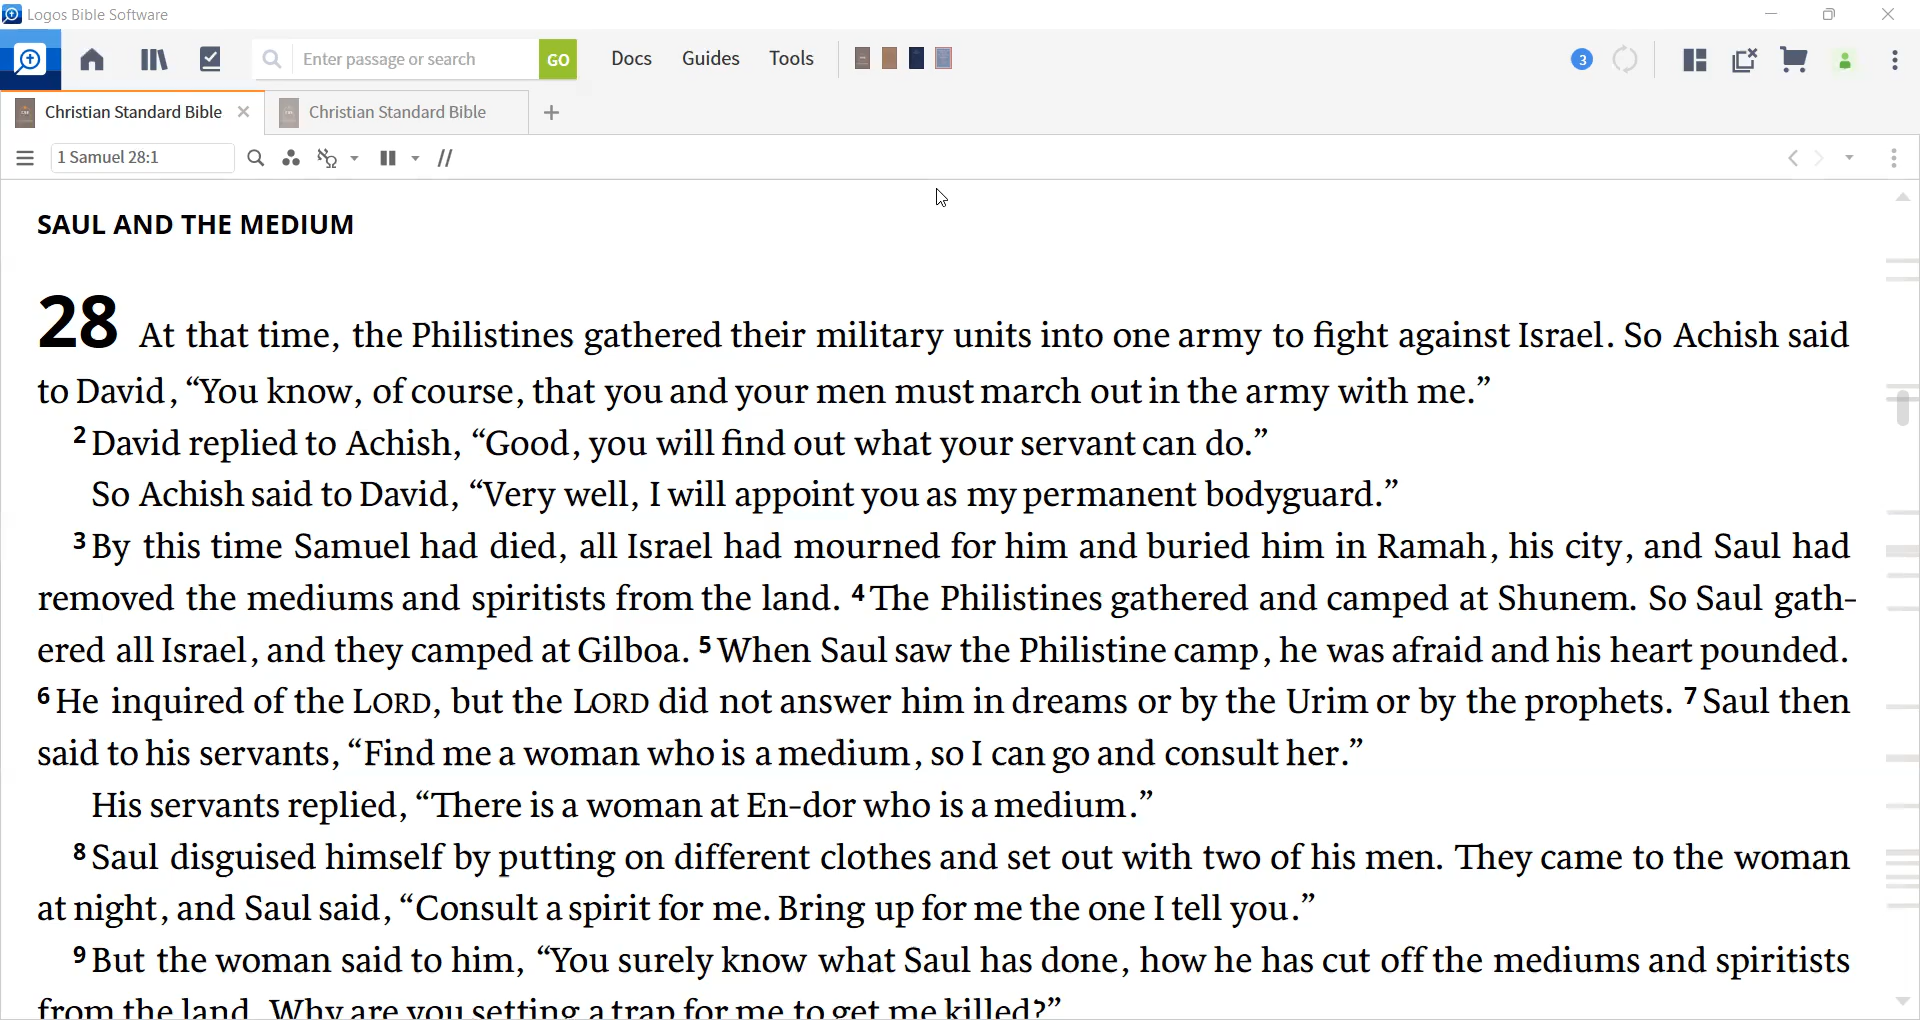 Logos Bible Software
Enter passage or search
GO
Docs
Guides
Tools
3
Christian Standard Bible
Christian Standard Bible
1 Samuel 28:1
SAUL AND THE MEDIUM
28 At that time, the Philistines gathered their military units into one army to fight against Israel. So Achish said
to David, “You know, of course, that you and your men must march out in the army with me.”
2 David replied to Achish, “Good, you will find out what your servant can do.”
So Achish said to David, “Very well, I will appoint you as my permanent bodyguard.”
3 By this time Samuel had died, all Israel had mourned for him and buried him in Ramah, his city, and Saul had
removed the mediums and spiritists from the land. 4 The Philistines gathered and camped at Shunem. So Saul gath-
ered all Israel, and they camped at Gilboa. 5 When Saul saw the Philistine camp, he was afraid and his heart pounded.
6 He inquired of the LORD, but the LORD did not answer him in dreams or by the Urim or by the prophets. 7 Saul then
said to his servants, “Find me a woman who is a medium, so I can go and consult her.”
His servants replied, “There is a woman at En-dor who is a medium.”
8 Saul disguised himself by putting on different clothes and set out with two of his men. They came to the woman
at night, and Saul said, “Consult a spirit for me. Bring up for me the one I tell you.”
9 But the woman said to him, “You surely know what Saul has done, how he has cut off the mediums and spiritists
from the land. Why are you setting a trap for me to get me killed?”